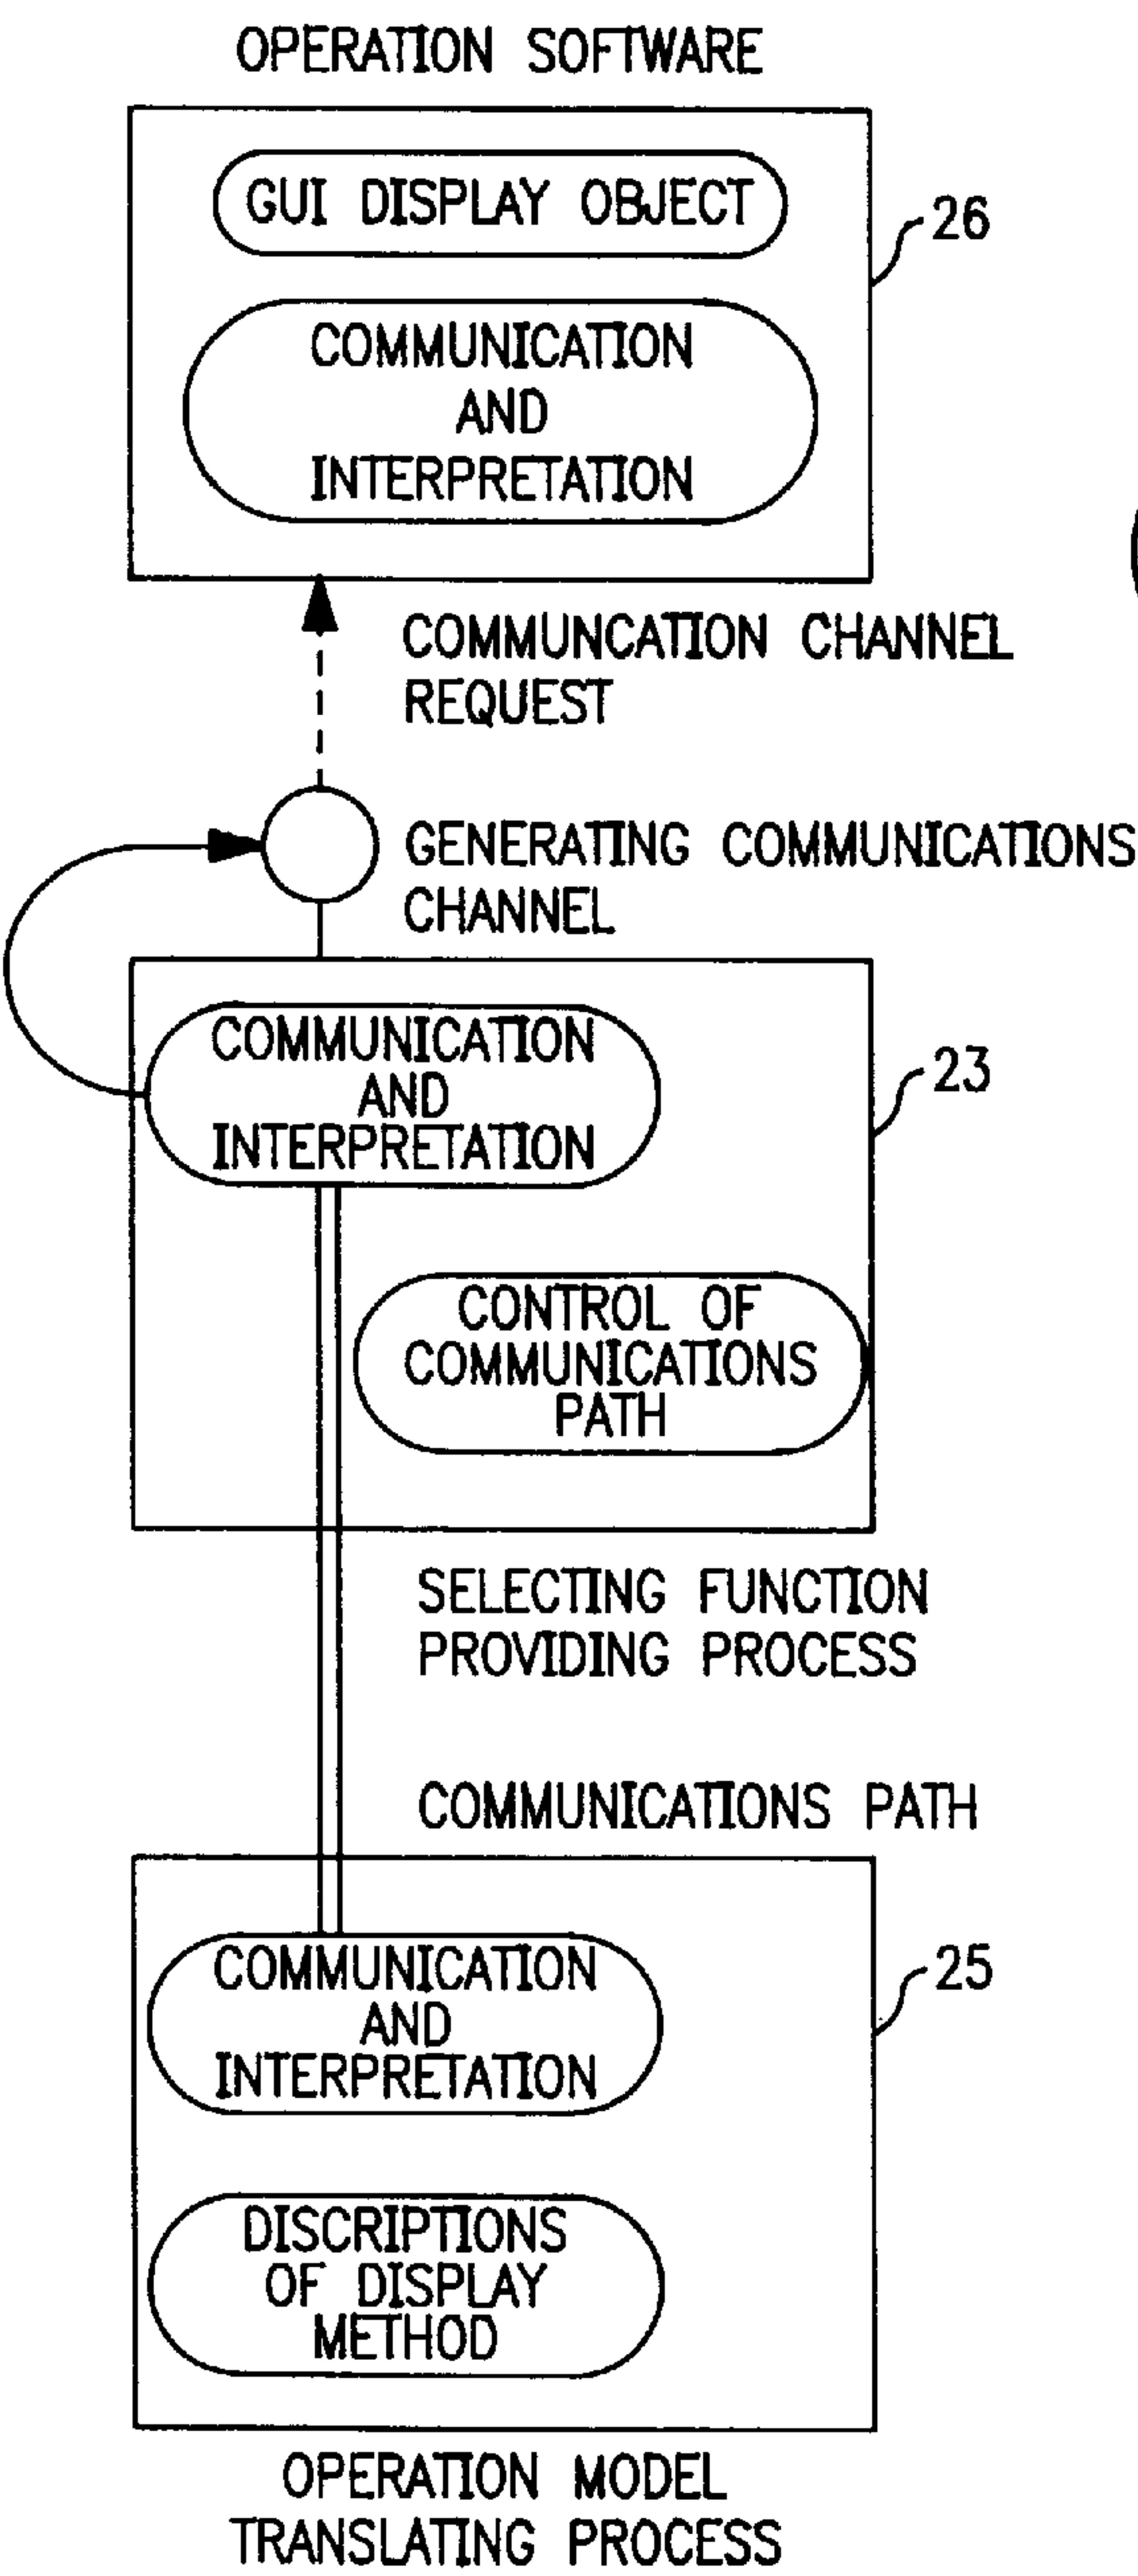 OPERATION SOFTWARE
GUI DISPLAY OBJECT
26
COMMUNICATION
AND
INTERPRETATION
COMMUNCATION CHANNEL
REQUEST
GENERATING COMMUNICATIONS
CHANNEL
COMMUNICATION
AND
INTERPRETATION
23
CONTROL OF
COMMUNICATIONS
PATH
SELECTING FUNCTION
PROVIDING PROCESS
COMMUNICATIONS PATH
COMMUNICATION
AND
INTERPRETATION
25
DISCRIPTIONS
OF DISPLAY
METHOD
OPERATION MODEL
TRANSLATING PROCESS